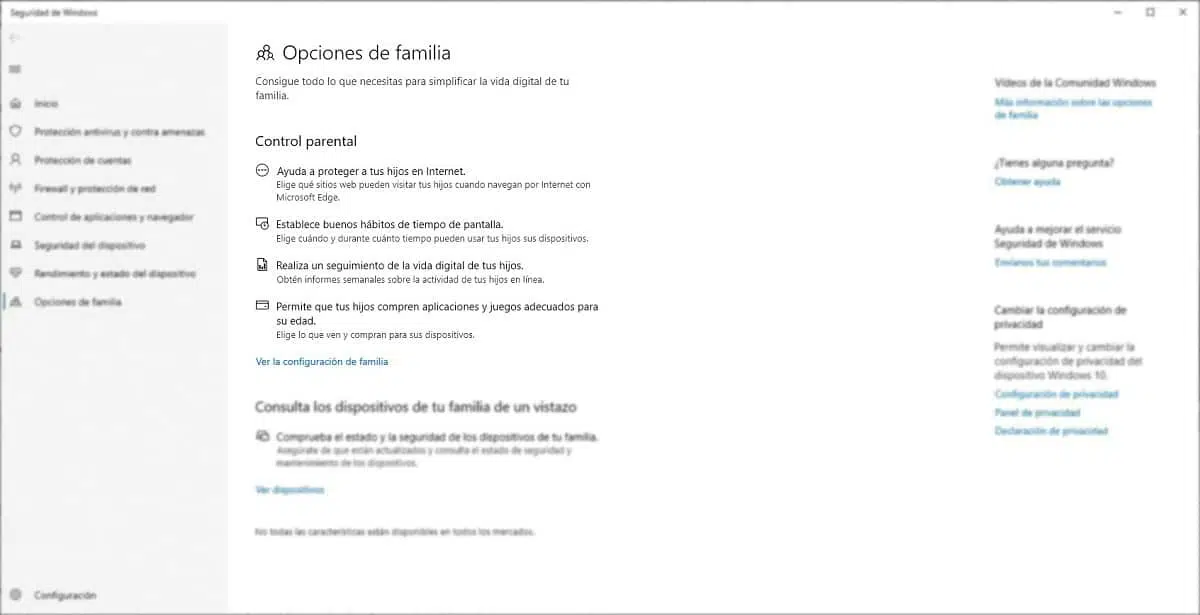 Seguridad de Windows
Inicio
Protección antivirus y contra amenazas
Protección de cuentas
Firewall y protección de red
Control de aplicaciones y navegador
Seguridad del dispositivo
Rendimiento y estado del dispositivo
Opciones de familia
Configuración
Opciones de familia
Consigue todo lo que necesitas para simplificar la vida digital de tu
familia.
Control parental
Ayuda a proteger a tus hijos en Internet.
Elige qué sitios web pueden visitar tus hijos cuando navegan por Internet con
Microsoft Edge.
Establece buenos hábitos de tiempo de pantalla.
Elige cuándo y durante cuánto tiempo pueden usar tus hijos sus dispositivos.
Realiza un seguimiento de la vida digital de tus hijos.
Obtén informes semanales sobre la actividad de tus hijos en línea.
Permite que tus hijos compren aplicaciones y juegos adecuados para
su edad.
Elige lo que ven y compran para sus dispositivos.
Ver la configuración de familia
Consulta los dispositivos de tu familia de un vistazo
Comprueba el estado y la seguridad de los dispositivos de tu familia.
Asegúrate de que están actualizados y consulta el estado de seguridad y
mantenimiento de los dispositivos.
Ver dispositivos
No todas las características están disponibles en todos los mercados.
Vídeos de la Comunidad Windows
Más información sobre las opciones
de familia
¿Tienes alguna pregunta?
Obtener ayuda
Ayuda a mejorar el servicio
Seguridad de Windows
Envíanos tus comentarios
Cambiar la configuración de
privacidad
Permite visualizar y cambiar la
configuración de privacidad del
dispositivo Windows 10.
Configuración de privacidad
Panel de privacidad
Declaración de privacidad